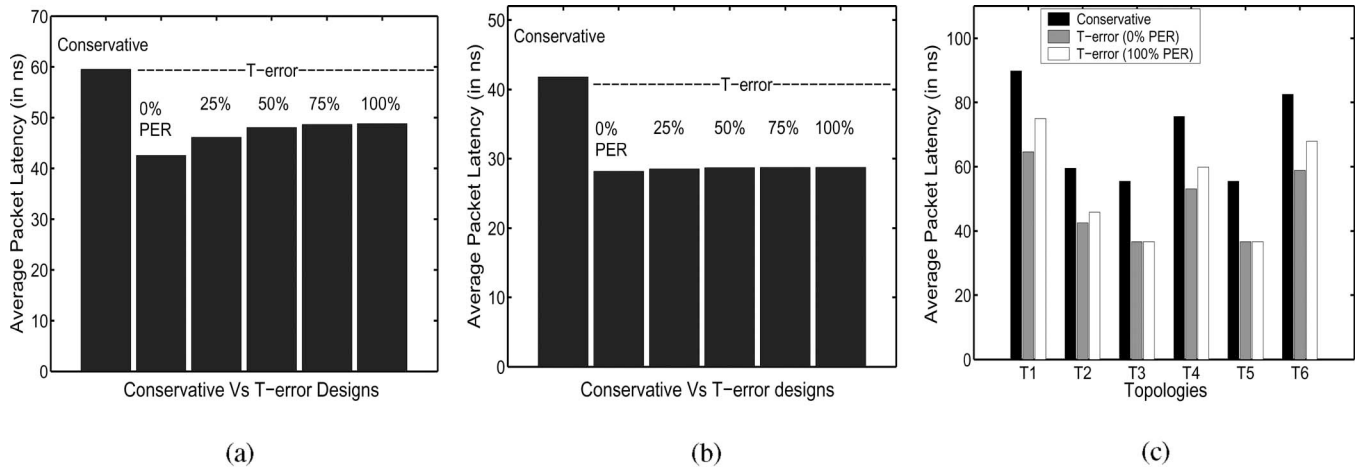 Average Packet Latency (in ns)
70
60
50
40
30
20
10
0
Conservative
T−error
0%
PER
25%
50%
75%
100%
Conservative Vs T−error Designs
(a)
Average Packet Latency (in ns)
50
40
30
20
10
0
Conservative
T−error
0%
PER
25%
50%
75%
100%
Conservative Vs T−error designs
(b)
Average Packet Latency (in ns)
100
80
60
40
20
0
Conservative
T−error (0% PER)
T−error (100% PER)
T1
T2
T3
T4
T5
T6
Topologies
(c)